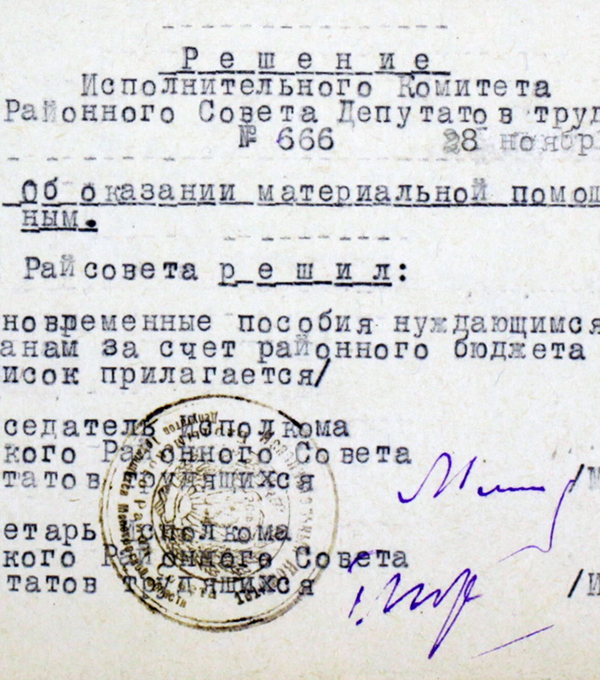 Решение
Исполнительного Комитета
Районного Совета Депутатов труд
№ 666 28 ноябр
Об оказании материальной помощ
ным.
Райсовета решил:
новременные пособия нуждающимся
анам за счет районного бюджета
исок прилагается/
седатель Исполкома
кого Районного Совета
татов трудящихся
/М
етарь Исполкома
кого Районного Совета
татов трудящихся /И